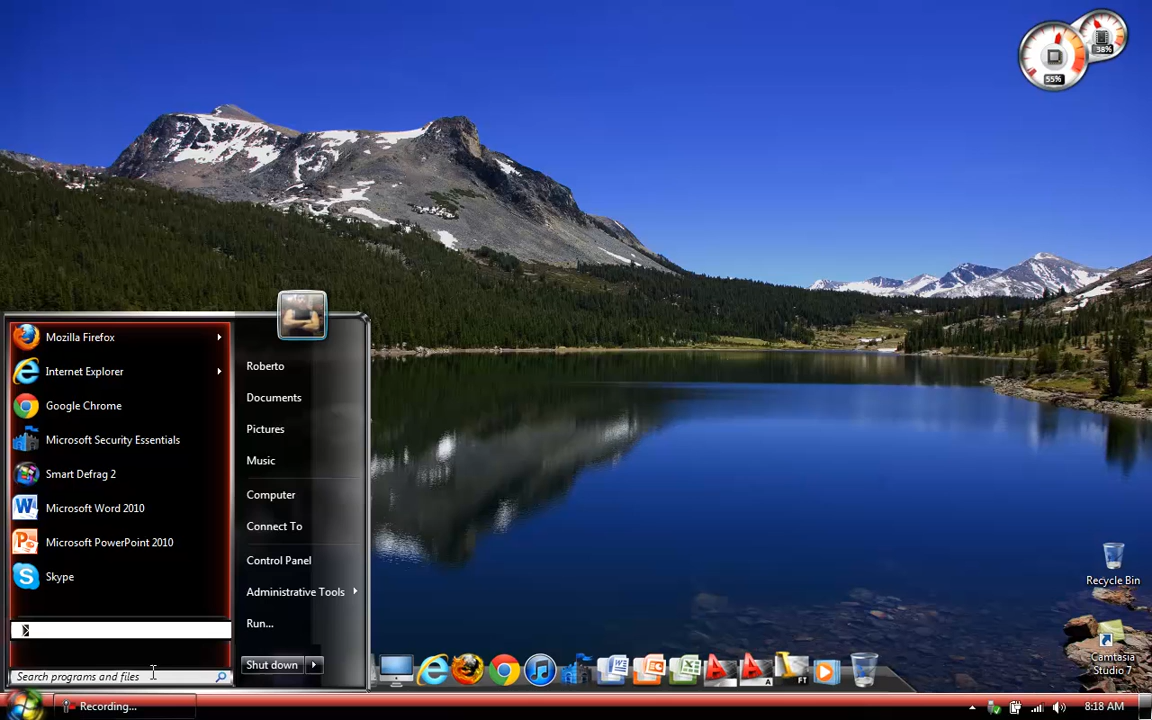 55%
38%
Mozilla Firefox
Internet Explorer
Google Chrome
Microsoft Security Essentials
Smart Defrag 2
Microsoft Word 2010
Microsoft PowerPoint 2010
Skype
Search programs and files
Roberto
Documents
Pictures
Music
Computer
Connect To
Control Panel
Administrative Tools
Run...
Shut down
Recycle Bin
Camtasia
Studio 7
Recording...
8:18 AM